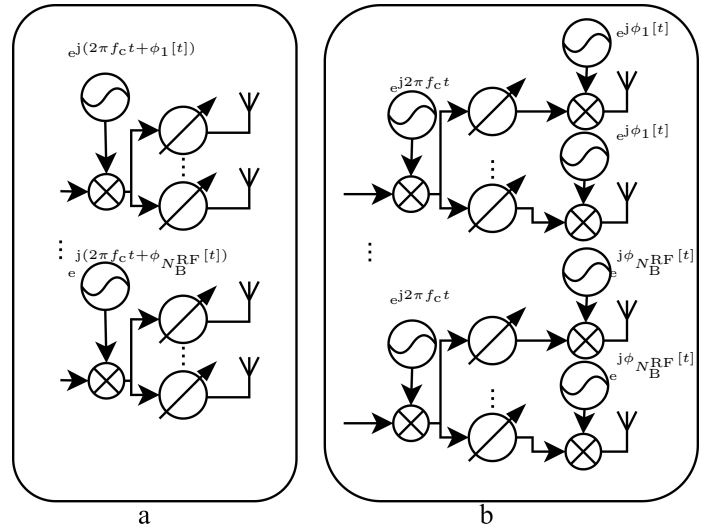 e^{j(2πf_c t+ϕ_1[t])}
⋮
⋮
e^{j(2πf_c t+ϕ_{N_B^{RF}}[t])}
⋮
a
e^{jϕ_1[t]}
e^{j2πf_c t}
e^{jϕ_1[t]}
⋮
⋮
e^{jϕ_{N_B^{RF}}[t]}
e^{j2πf_c t}
e^{jϕ_{N_B^{RF}}[t]}
⋮
b